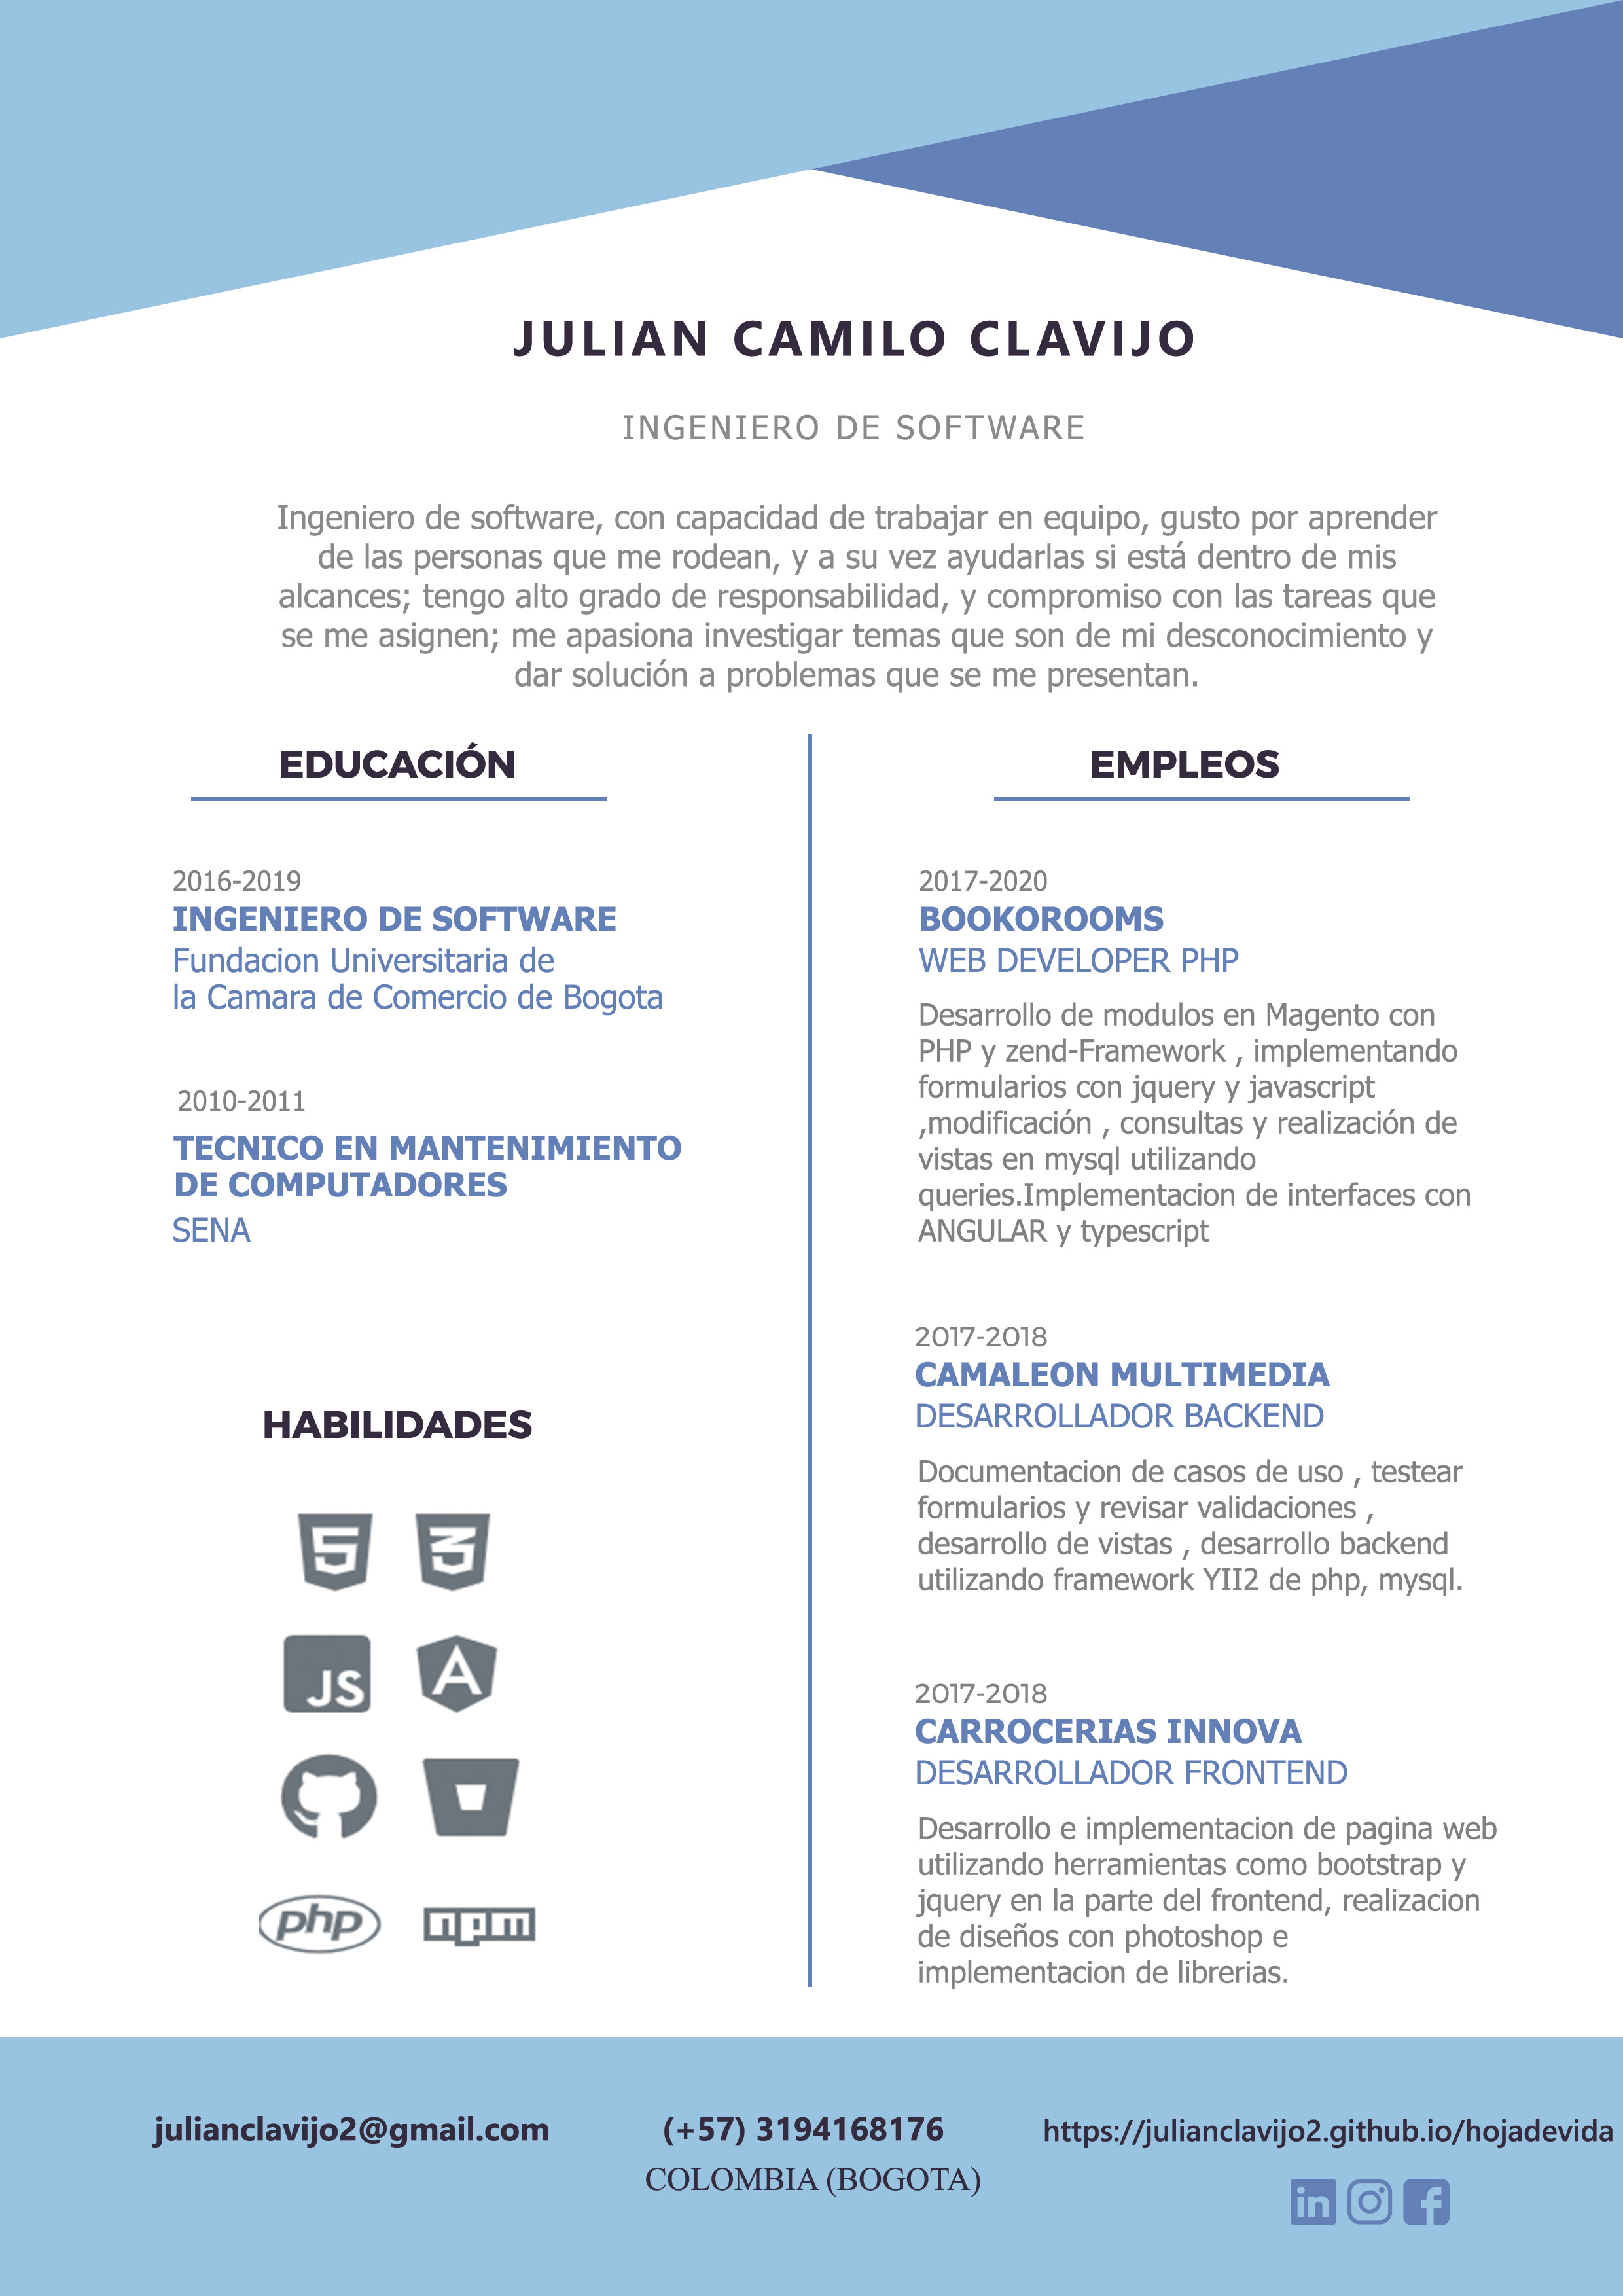 JULIAN CAMILO CLAVIJO
INGENIERO DE SOFTWARE
Ingeniero de software, con capacidad de trabajar en equipo, gusto por aprender
de las personas que me rodean, y a su vez ayudarlas si está dentro de mis
alcances; tengo alto grado de responsabilidad, y compromiso con las tareas que
se me asignen; me apasiona investigar temas que son de mi desconocimiento y
dar solución a problemas que se me presentan.
EDUCACIÓN
2016-2019
INGENIERO DE SOFTWARE
Fundacion Universitaria de
la Camara de Comercio de Bogota
2010-2011
TECNICO EN MANTENIMIENTO
DE COMPUTADORES
SENA
HABILIDADES
5 3
JS A
php npm
EMPLEOS
2017-2020
BOOKOROOMS
WEB DEVELOPER PHP
Desarrollo de modulos en Magento con
PHP y zend-Framework , implementando
formularios con jquery y javascript
,modificación , consultas y realización de
vistas en mysql utilizando
queries.Implementacion de interfaces con
ANGULAR y typescript
2017-2018
CAMALEON MULTIMEDIA
DESARROLLADOR BACKEND
Documentacion de casos de uso , testear
formularios y revisar validaciones ,
desarrollo de vistas , desarrollo backend
utilizando framework YII2 de php, mysql.
2017-2018
CARROCERIAS INNOVA
DESARROLLADOR FRONTEND
Desarrollo e implementacion de pagina web
utilizando herramientas como bootstrap y
jquery en la parte del frontend, realizacion
de diseños con photoshop e
implementacion de librerias.
julianclavijo2@gmail.com
(+57) 3194168176
COLOMBIA (BOGOTA)
https://julianclavijo2.github.io/hojadevida
in f